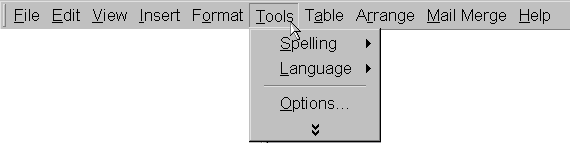 File Edit View Insert Format Tools Table Arrange Mail Merge Help
Spelling
Language
Options...